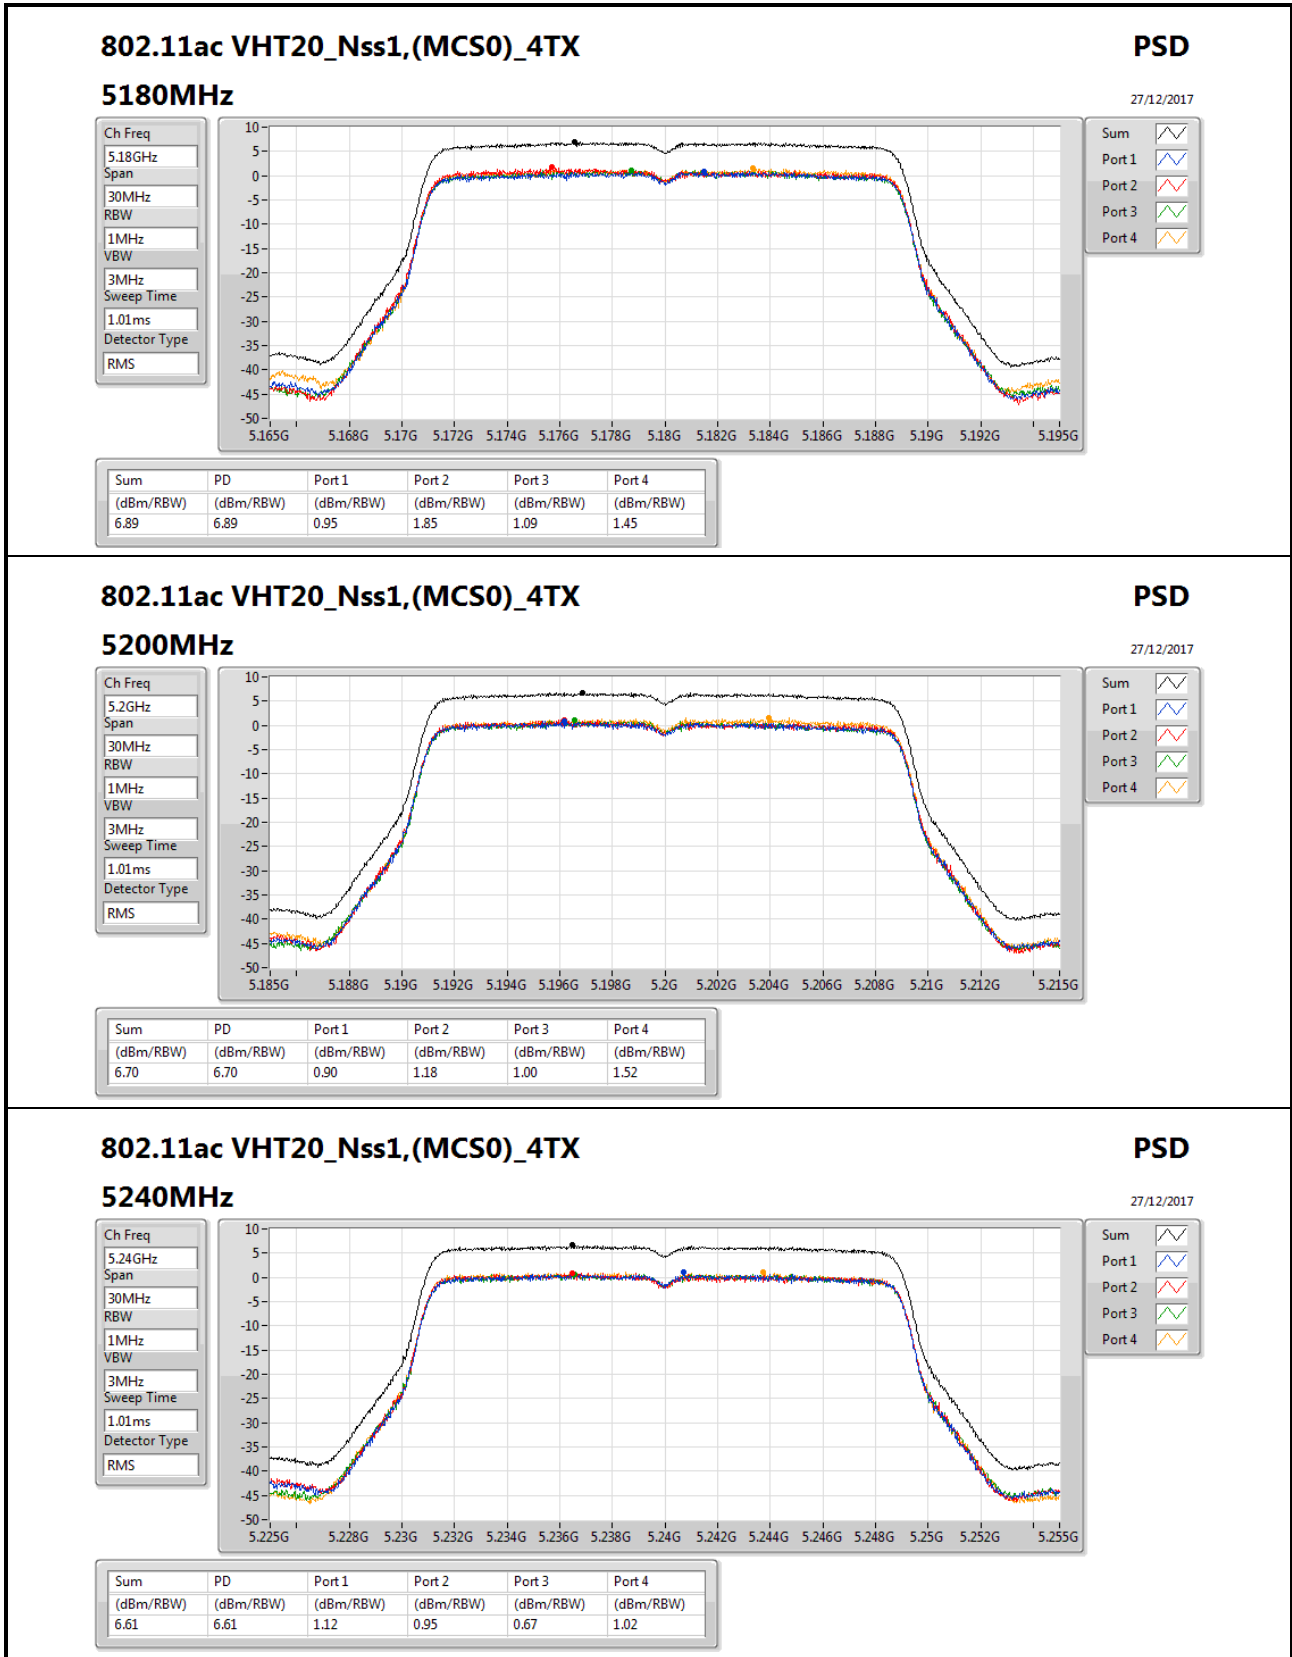 802.11ac VHT20_Nss1,(MCS0)_4TX PSD
5180MHz 27/12/2017
Ch Freq
5.18GHz
Span
30MHz
RBW
1MHz
VBW
3MHz
Sweep Time
1.01ms
Detector Type
RMS
10
5
0
-5
-10
-15
-20
-25
-30
-35
-40
-45
-50
5.165G 5.168G 5.17G 5.172G 5.174G 5.176G 5.178G 5.18G 5.182G 5.184G 5.186G 5.188G 5.19G 5.192G 5.195G
Sum
Port 1
Port 2
Port 3
Port 4
Sum PD Port 1 Port 2 Port 3 Port 4
(dBm/RBW) (dBm/RBW) (dBm/RBW) (dBm/RBW) (dBm/RBW) (dBm/RBW)
6.89 6.89 0.95 1.85 1.09 1.45
802.11ac VHT20_Nss1,(MCS0)_4TX PSD
5200MHz 27/12/2017
Ch Freq
5.2GHz
Span
30MHz
RBW
1MHz
VBW
3MHz
Sweep Time
1.01ms
Detector Type
RMS
10
5
0
-5
-10
-15
-20
-25
-30
-35
-40
-45
-50
5.185G 5.188G 5.19G 5.192G 5.194G 5.196G 5.198G 5.2G 5.202G 5.204G 5.206G 5.208G 5.21G 5.212G 5.215G
Sum
Port 1
Port 2
Port 3
Port 4
Sum PD Port 1 Port 2 Port 3 Port 4
(dBm/RBW) (dBm/RBW) (dBm/RBW) (dBm/RBW) (dBm/RBW) (dBm/RBW)
6.70 6.70 0.90 1.18 1.00 1.52
802.11ac VHT20_Nss1,(MCS0)_4TX PSD
5240MHz 27/12/2017
Ch Freq
5.24GHz
Span
30MHz
RBW
1MHz
VBW
3MHz
Sweep Time
1.01ms
Detector Type
RMS
10
5
0
-5
-10
-15
-20
-25
-30
-35
-40
-45
-50
5.225G 5.228G 5.23G 5.232G 5.234G 5.236G 5.238G 5.24G 5.242G 5.244G 5.246G 5.248G 5.25G 5.252G 5.255G
Sum
Port 1
Port 2
Port 3
Port 4
Sum PD Port 1 Port 2 Port 3 Port 4
(dBm/RBW) (dBm/RBW) (dBm/RBW) (dBm/RBW) (dBm/RBW) (dBm/RBW)
6.61 6.61 1.12 0.95 0.67 1.02